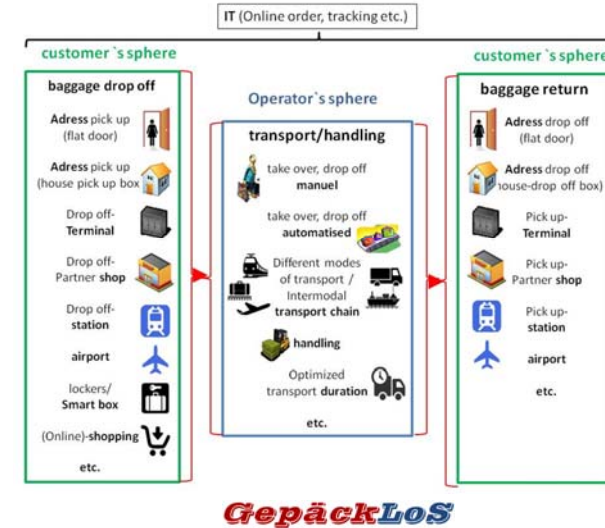 IT (Online order, tracking etc.)
customer`s sphere
baggage drop off
Adress pick up
(flat door)
Adress pick up
(house pick up box
Drop off-
Terminal
Drop off-
Partner shop
Drop off-
station
airport
lockers/
Smart box
(Online)-shopping
etc.
Operator`s sphere
transport/handling
take over, drop off
manuel
take over, drop off
automatised
Different modes
of transport /
Intermodal
transport chain
handling
Optimized
transport duration
etc.
customer`s sphere
baggage return
Adress drop off
(flat door)
Adress drop off
house-drop off box)
Pick up-
Terminal
Pick up-
Partner shop
Pick up-
station
airport
etc.
GepäckLoS